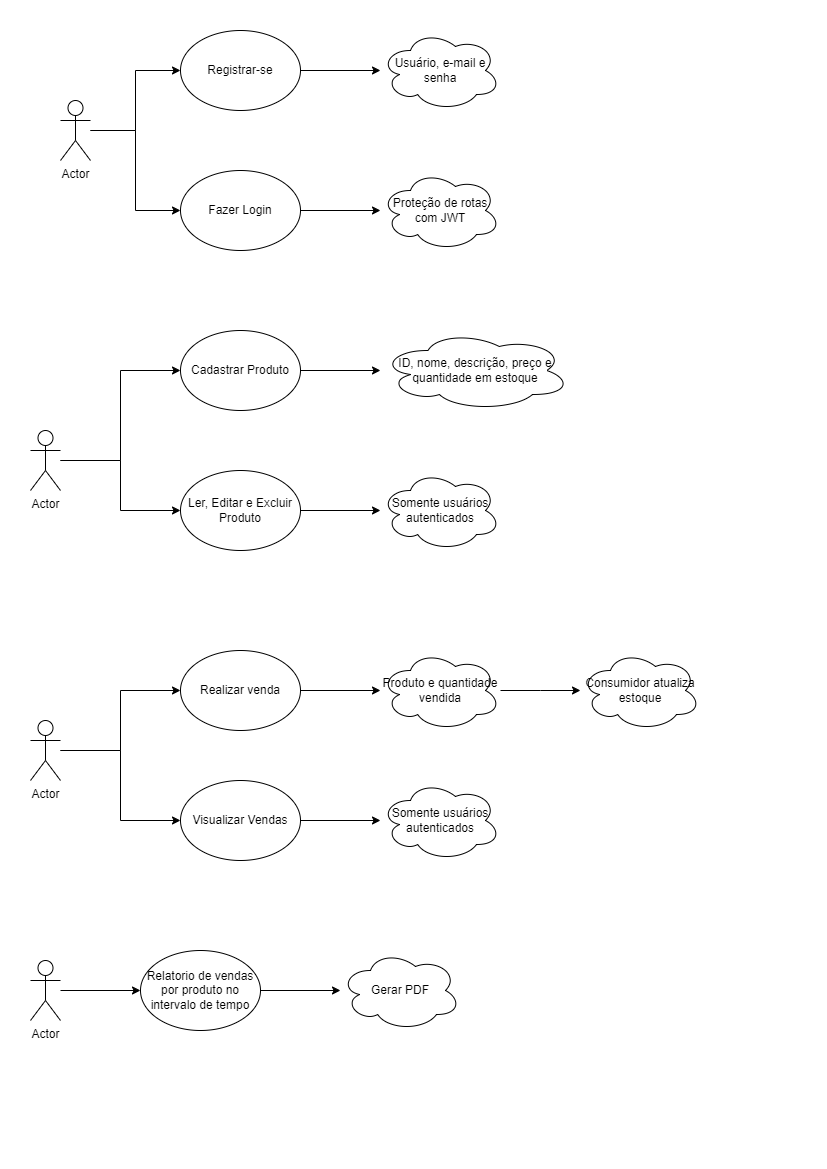 Registrar-se
Usuário, e-mail e
senha
Actor
Fazer Login
Proteção de rotas
com JWT
Cadastrar Produto
ID, nome, descrição, preço e
quantidade em estoque
Actor
Ler, Editar e Excluir
Produto
Somente usuários
autenticados
Realizar venda
Produto e quantidade
vendida
Consumidor atualiza
estoque
Actor
Visualizar Vendas
Somente usuários
autenticados
Relatorio de vendas
por produto no
intervalo de tempo
Gerar PDF
Actor